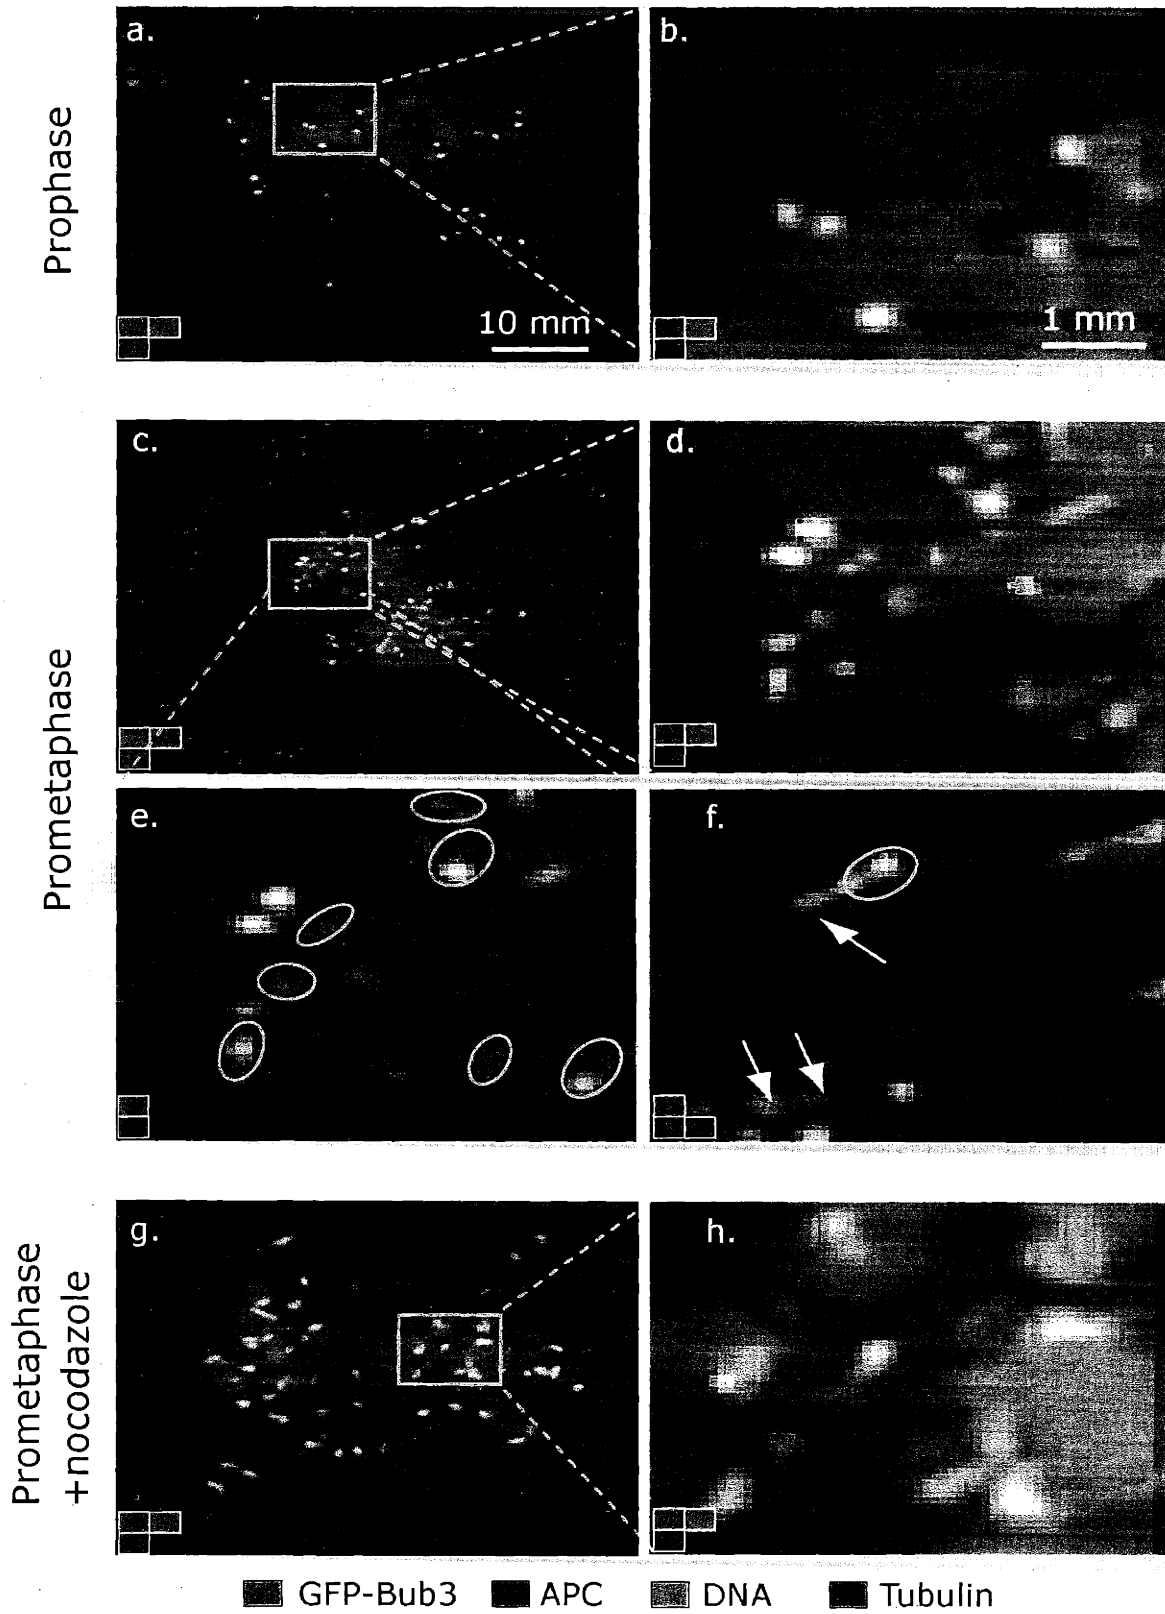 Prophase
a.
b.
10 mm
1 mm
Prometaphase
c.
d.
e.
f.
Prometaphase
+nocodazole
g.
h.
GFP-Bub3 APC DNA Tubulin